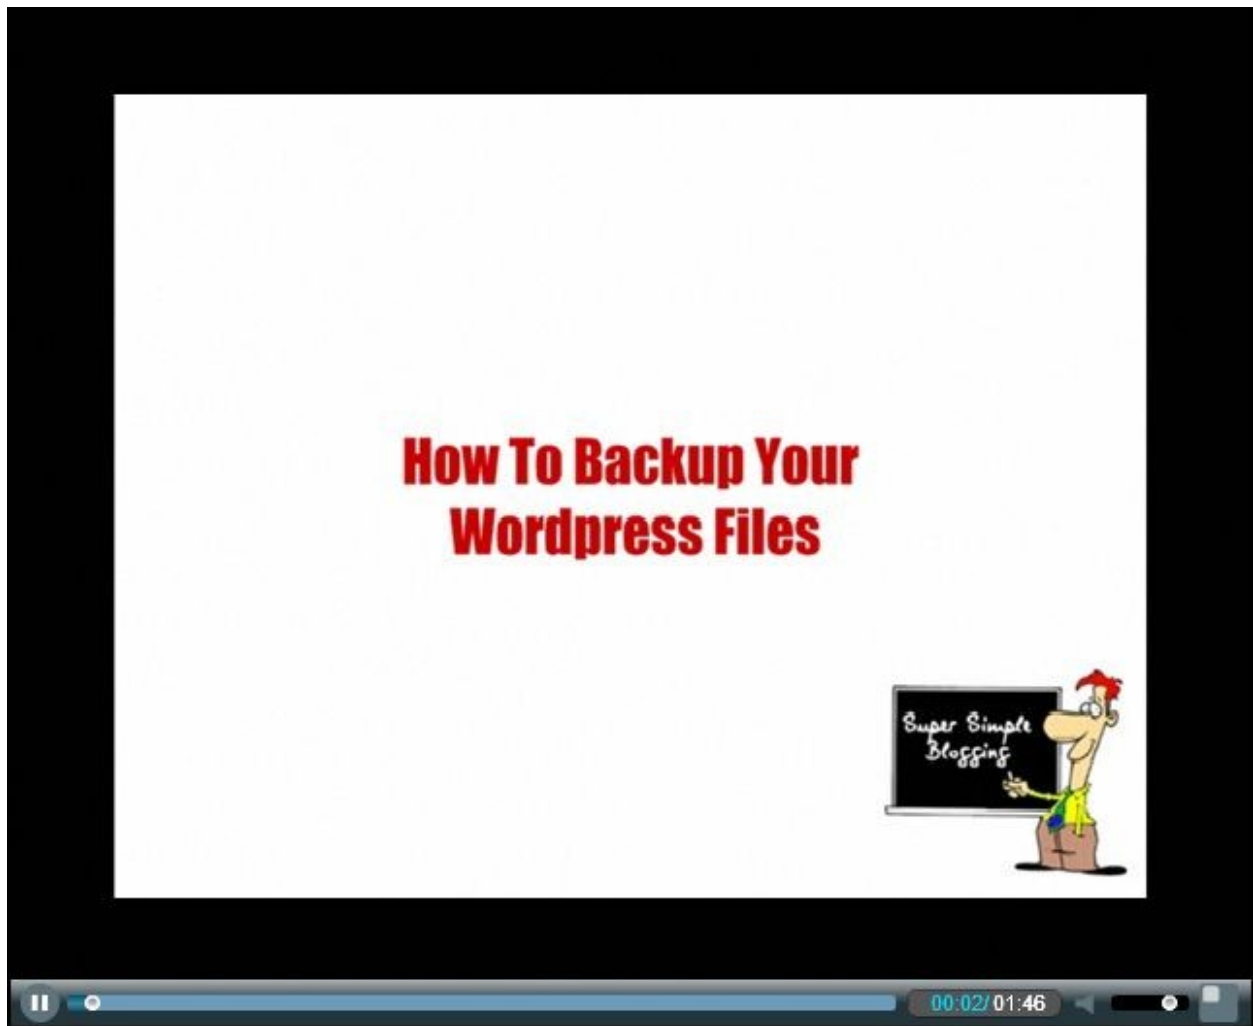 How To Backup Your
Wordpress Files
Super Simple
Blogging
00:02/ 01:46